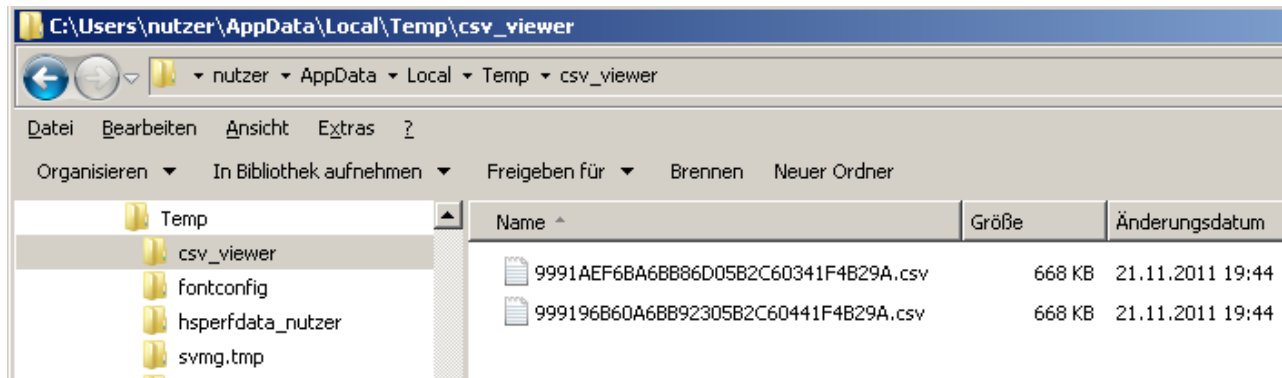 C:\Users\nutzer\AppData\Local\Temp\csv_viewer
nutzer AppData Local Temp csv_viewer
Datei Bearbeiten Ansicht Extras ?
Organisieren In Bibliothek aufnehmen Freigeben für Brennen Neuer Ordner
Temp
csv_viewer
fontconfig
hsperfdata_nutzer
svmg.tmp
Name Größe Änderungsdatum
9991AEF6BA6BB86D05B2C60341F4B29A.csv 668 KB 21.11.2011 19:44
999196B60A6BB92305B2C60441F4B29A.csv 668 KB 21.11.2011 19:44